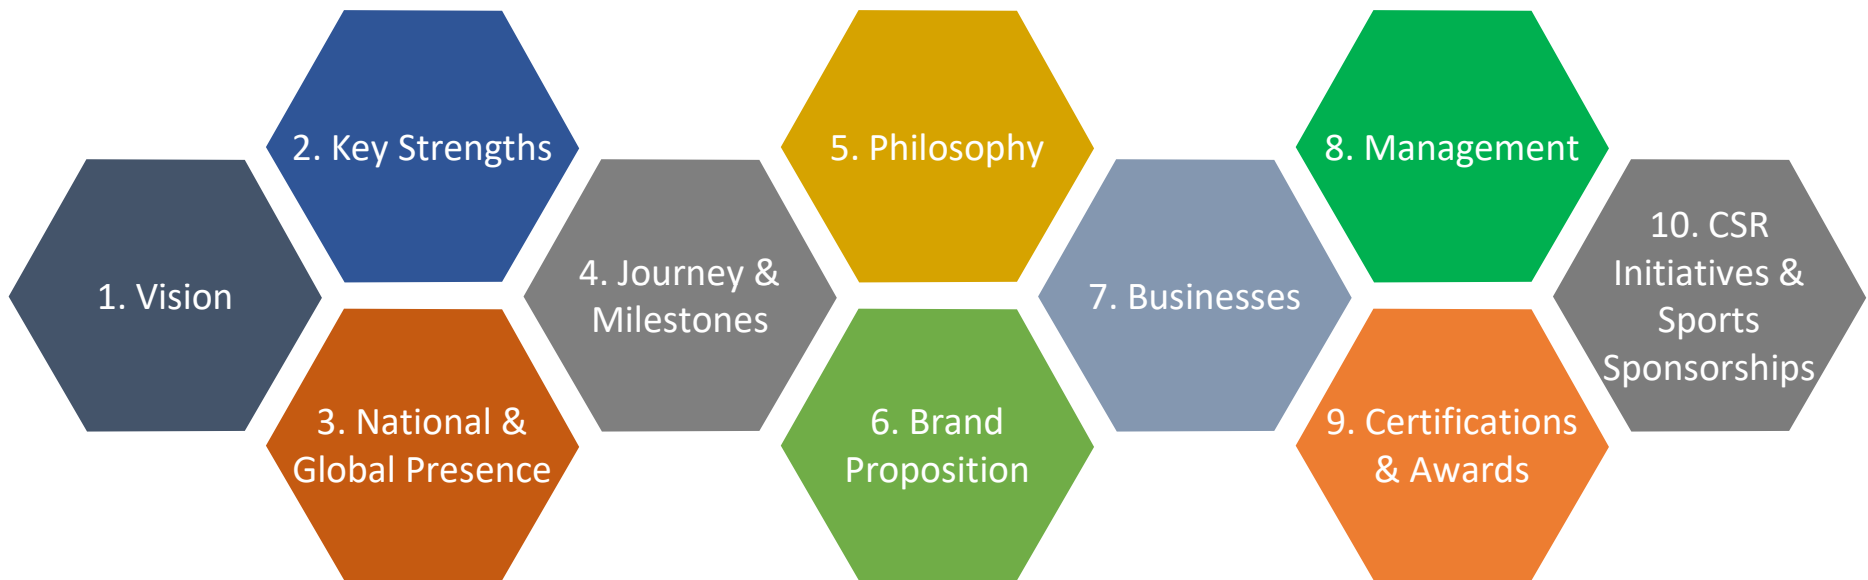 1. Vision
2. Key Strengths
3. National &
Global Presence
4. Journey &
Milestones
5. Philosophy
6. Brand
Proposition
7. Businesses
8. Management
9. Certifications
& Awards
10. CSR
Initiatives &
Sports
Sponsorships